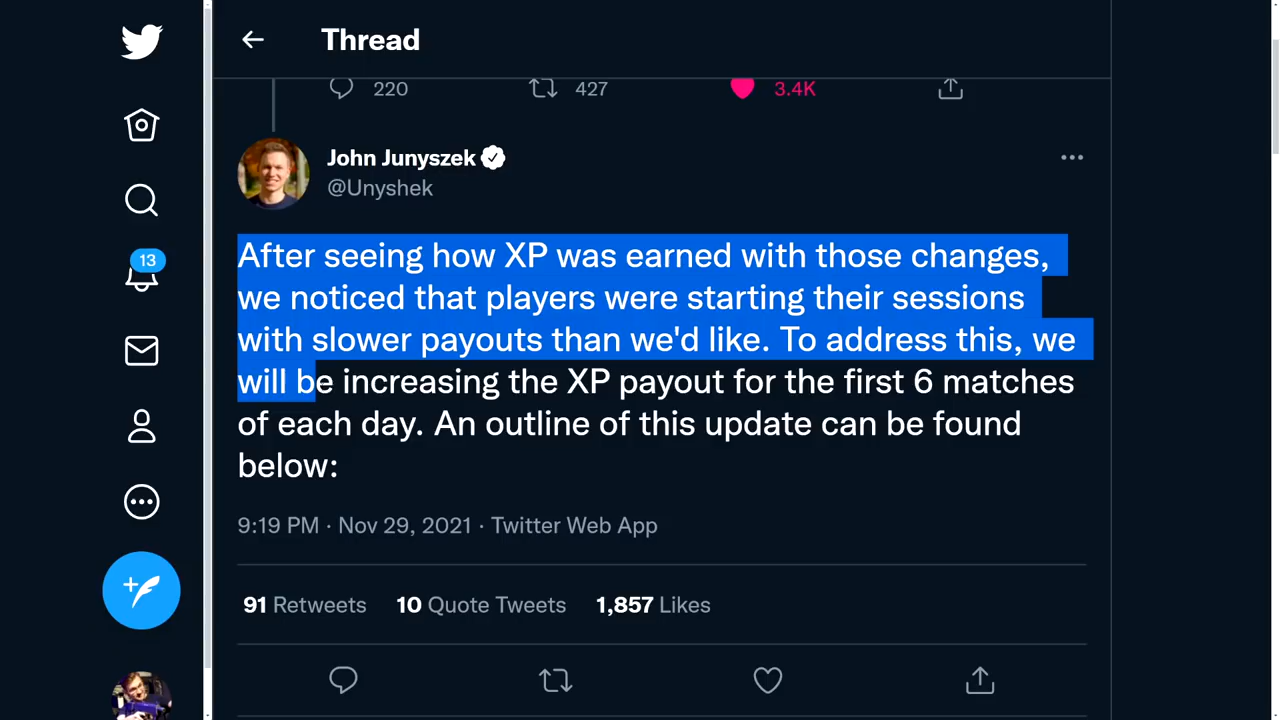 Thread
220 427 3.4K
John Junyszek
@Unyshek
After seeing how XP was earned with those changes,
we noticed that players were starting their sessions
with slower payouts than we'd like. To address this, we
will be increasing the XP payout for the first 6 matches
of each day. An outline of this update can be found
below:
9:19 PM · Nov 29, 2021 · Twitter Web App
91 Retweets 10 Quote Tweets 1,857 Likes
13